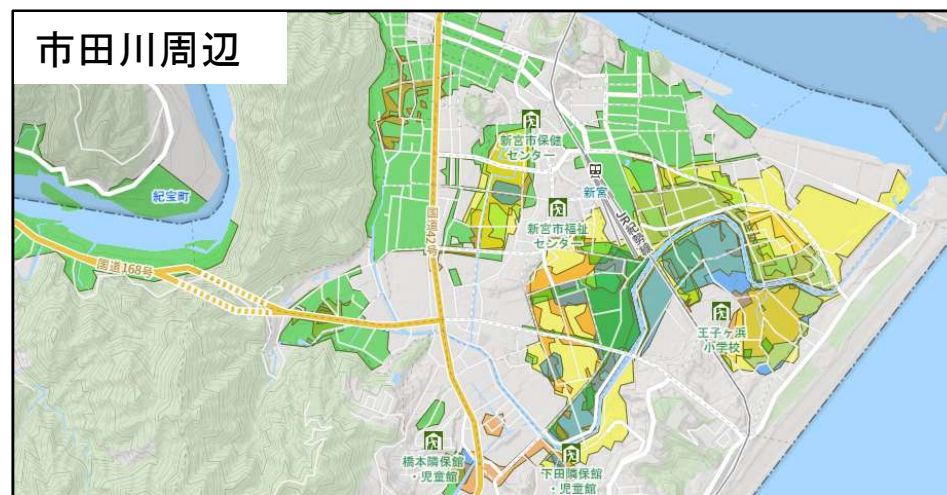 市田川周辺
新宮市保健
センター
紀宝町
新宮
新宮市福祉
センター
国道42号
JR紀勢線
国道168号
王子ヶ浜
小学校
橋本隣保館
・児童館
下田隣保館
・児童館